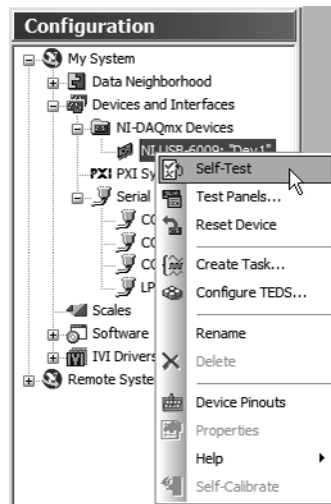 Configuration
My System
Data Neighborhood
Devices and Interfaces
NI-DAQmx Devices
NI USB-6009: "Dev1"
Self-Test
PXI PXI Sy
Test Panels...
Serial
Reset Device
CO
CO
CO
Create Task...
LP
Configure TEDS...
Scales
Software
Rename
IVI Drivers
Delete
Remote Syste
Device Pinouts
Properties
Help
Self-Calibrate